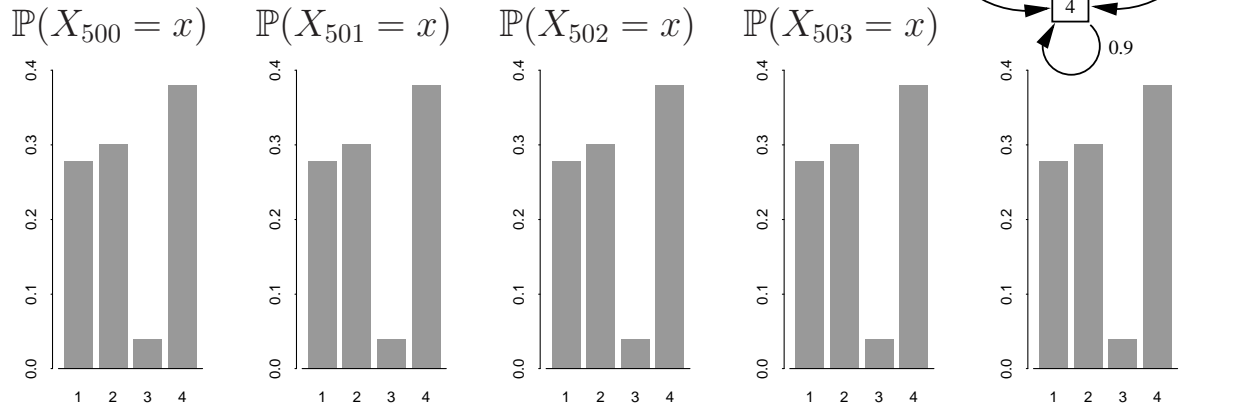 4
ℙ(X₅₀₀ = x) ℙ(X₅₀₁ = x) ℙ(X₅₀₂ = x) ℙ(X₅₀₃ = x)
0.9
0.4 0.4 0.4 0.4 0.4
0.3 0.3 0.3 0.3 0.3
0.2 0.2 0.2 0.2 0.2
0.1 0.1 0.1 0.1 0.1
0.0 0.0 0.0 0.0 0.0
1 2 3 4 1 2 3 4 1 2 3 4 1 2 3 4 1 2 3 4